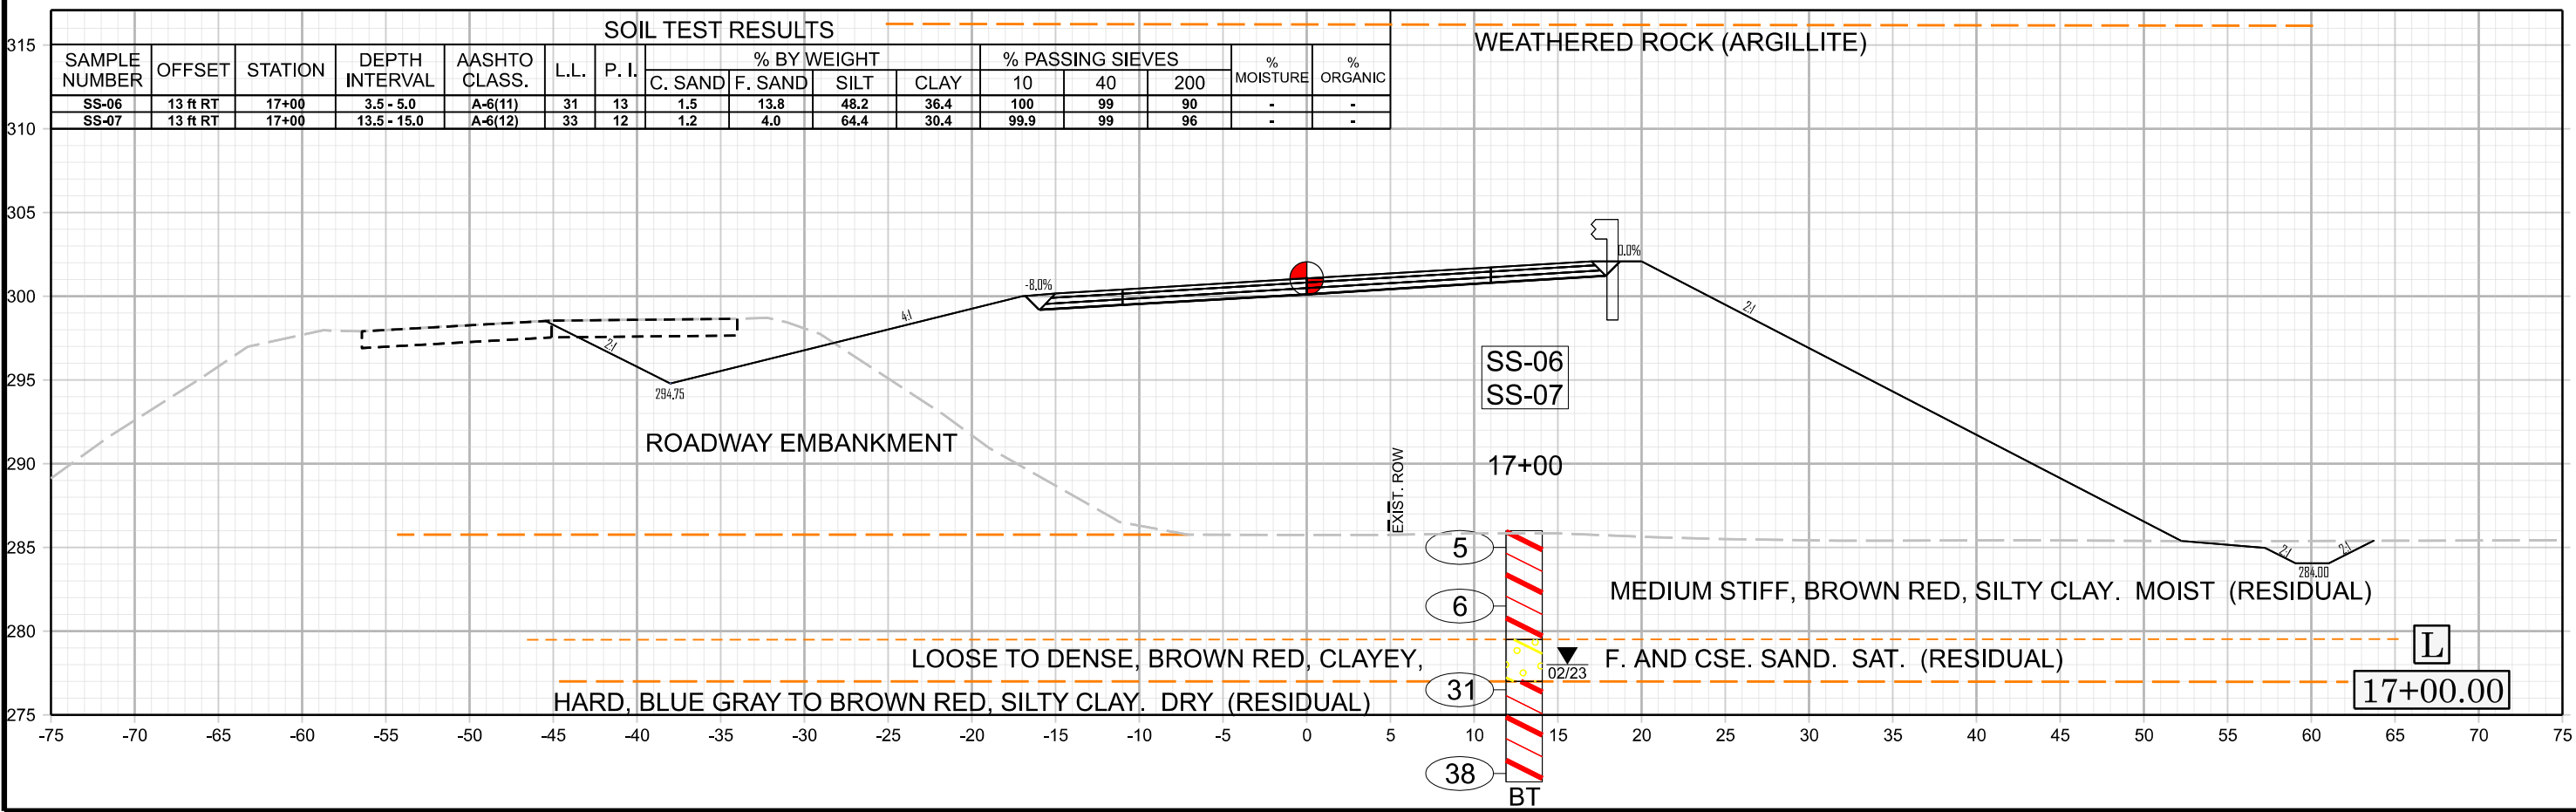 SOIL TEST RESULTS
SAMPLE NUMBER OFFSET STATION DEPTH INTERVAL AASHTO CLASS. L.L. P. I. % BY WEIGHT % PASSING SIEVES % MOISTURE % ORGANIC
C. SAND F. SAND SILT CLAY 10 40 200
SS-06 13 ft RT 17+00 3.5 - 5.0 A-6(11) 31 13 1.5 13.8 48.2 36.4 100 99 90 - -
SS-07 13 ft RT 17+00 13.5 - 15.0 A-6(12) 33 12 1.2 4.0 64.4 30.4 99.9 99 96 - -
WEATHERED ROCK (ARGILLITE)
315
310
305
300
295
290
285
280
275
0.0%
-8.0%
4:1
2:1
2:1
294.75
SS-06
SS-07
ROADWAY EMBANKMENT
17+00
EXIST. ROW
5
2:1
2:1
284.00
MEDIUM STIFF, BROWN RED, SILTY CLAY. MOIST (RESIDUAL)
6
LOOSE TO DENSE, BROWN RED, CLAYEY, F. AND CSE. SAND. SAT. (RESIDUAL)
02/23
L
17+00.00
31
HARD, BLUE GRAY TO BROWN RED, SILTY CLAY. DRY (RESIDUAL)
-75 -70 -65 -60 -55 -50 -45 -40 -35 -30 -25 -20 -15 -10 -5 0 5 10 15 20 25 30 35 40 45 50 55 60 65 70 75
38
BT